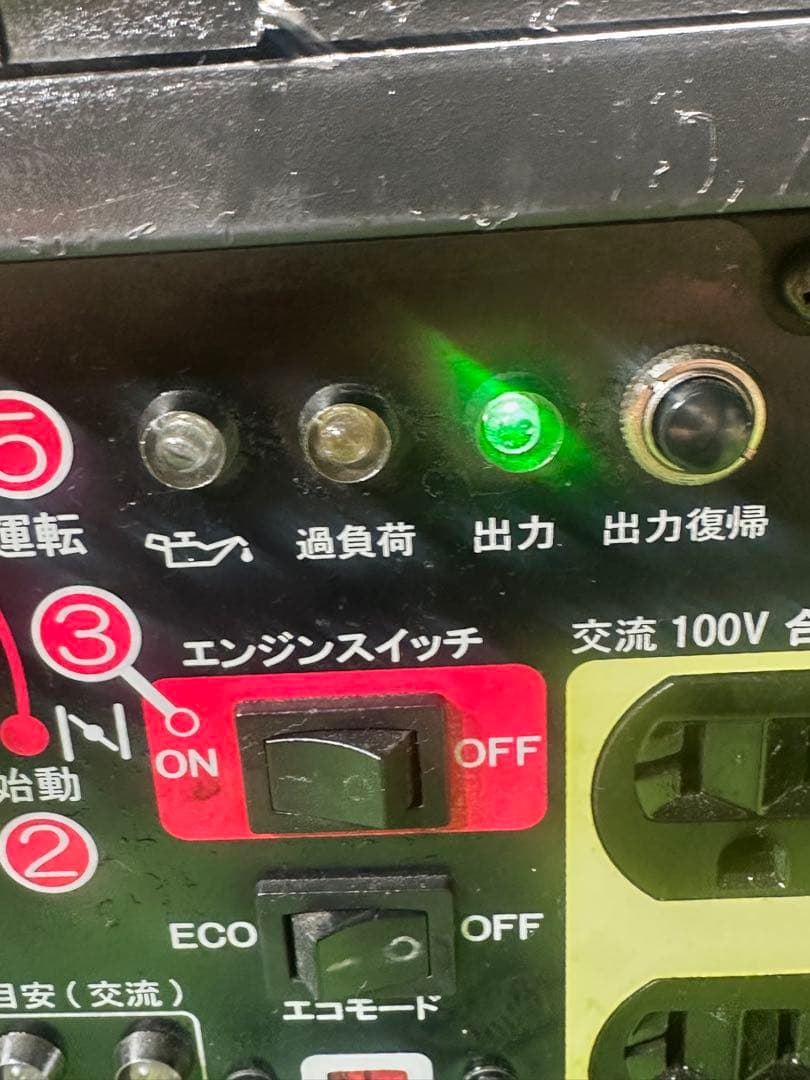 ⑤
運転
過負荷
出力
出力復帰
③
エンジンスイッチ
交流 100V 合
ON
OFF
始動
②
ECO
OFF
エコモード
目安(交流)